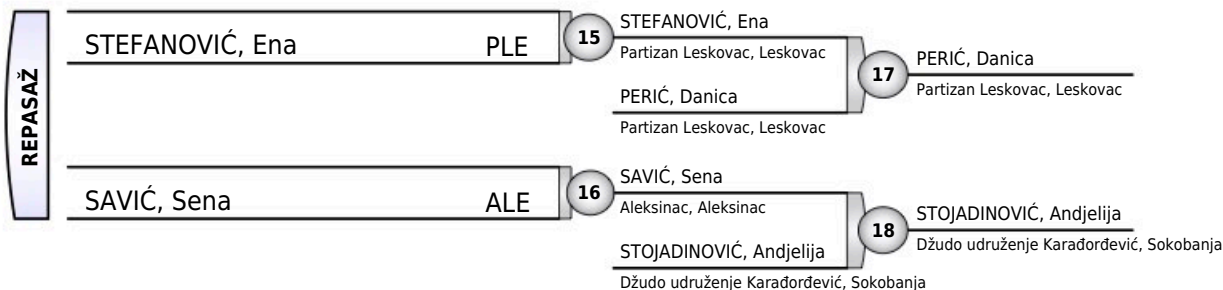 REPASAŽ
STEFANOVIĆ, Ena PLE
15
STEFANOVIĆ, Ena
Partizan Leskovac, Leskovac
PERIĆ, Danica
Partizan Leskovac, Leskovac
17
PERIĆ, Danica
Partizan Leskovac, Leskovac
SAVIĆ, Sena ALE
16
SAVIĆ, Sena
Aleksinac, Aleksinac
STOJADINOVIĆ, Andjelija
Džudo udruženje Karađorđević, Sokobanja
18
STOJADINOVIĆ, Andjelija
Džudo udruženje Karađorđević, Sokobanja